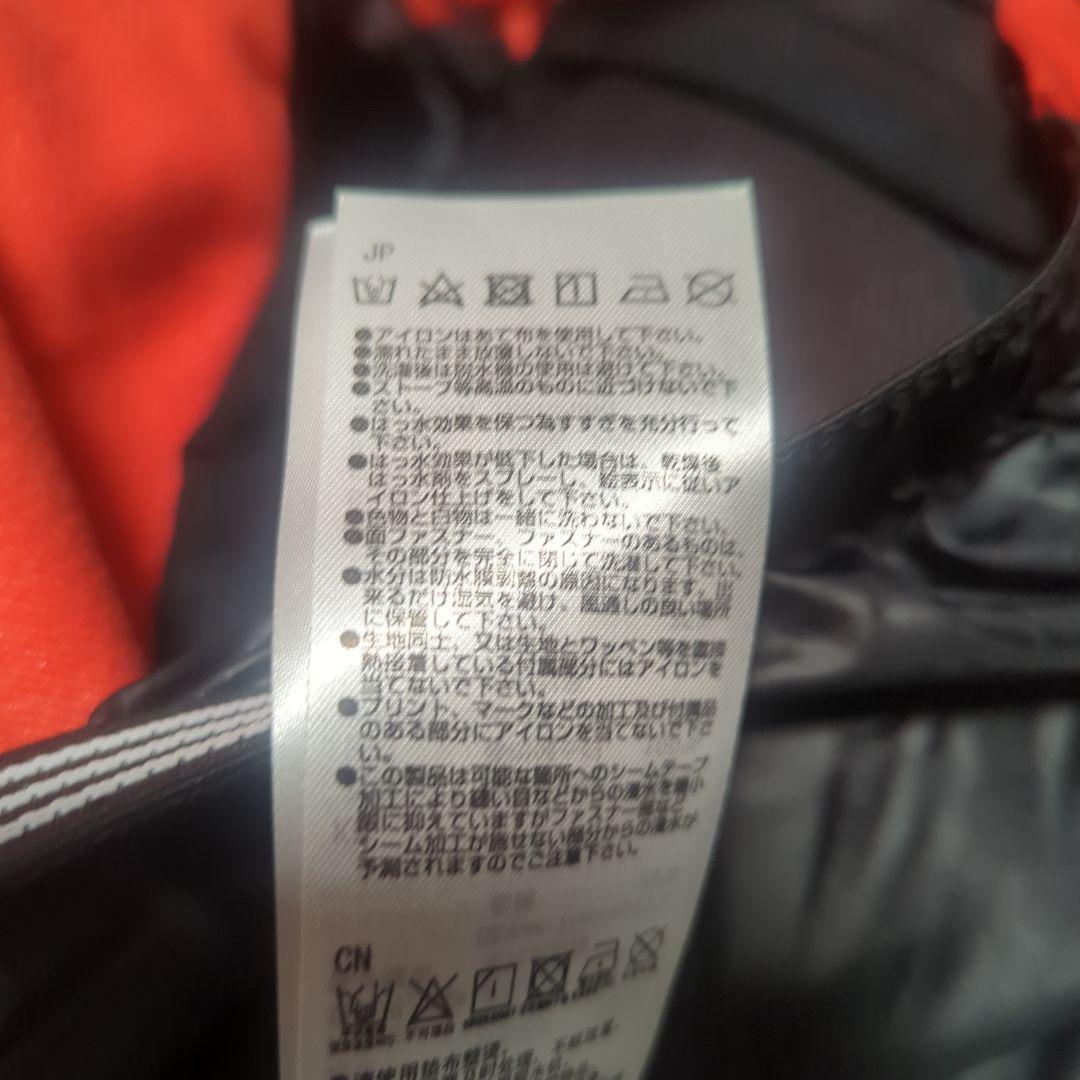 JP
●アイロンはあて布を使用して下さい。
●濡れたまま放置しないで下さい。
●洗濯後は脱水機の使用は避けて下さい。
●ストーブ等高温のものに近づけないで下
さい。
●はっ水効果を保つ為すすぎを充分行って
下さい。
●はっ水効果が低下した場合は、乾燥後
はっ水剤をスプレーし、絵表示に従いア
イロン仕上げをして下さい。
●色物と白物は一緒に洗わないで下さい。
●面ファスナー、ファスナーのあるものは、
その部分を完全に閉じて洗濯して下さい。
●水分は防水膜剥離の原因になります。出
来るだけ湿気を避け、風通しの良い場所
に保管して下さい。
●生地同士、又は生地とワッペン等を直接
熱接着している付属部分にはアイロンを
当てないで下さい。
●プリント、マークなどの加工及び付属品
のある部分にアイロンを当てないで下さ
い。
●この製品は可能な箇所へのシームテープ
加工により縫い目などからの浸水を最小
限に抑えていますがファスナー部など
シーム加工が施せない部分からの浸水が
予測されますのでご注意下さい。
CN
不可漂白
使用垫布整烫。